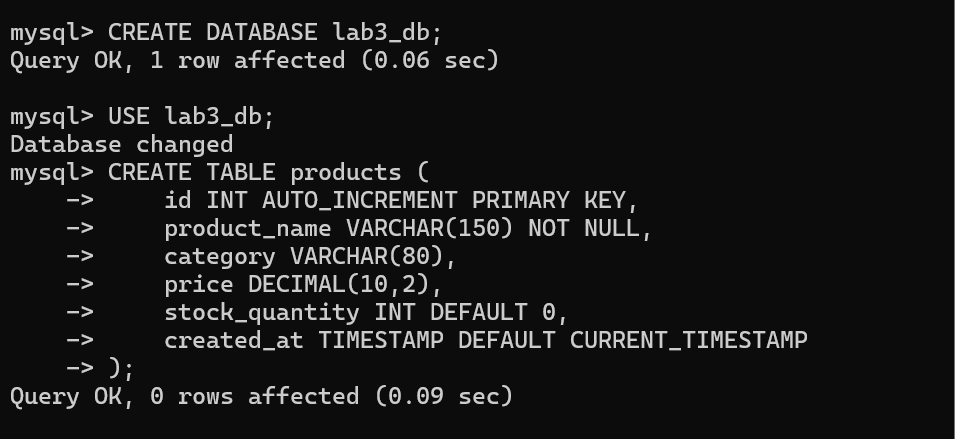 mysql> CREATE DATABASE lab3_db;
Query OK, 1 row affected (0.06 sec)
mysql> USE lab3_db;
Database changed
mysql> CREATE TABLE products (
    ->     id INT AUTO_INCREMENT PRIMARY KEY,
    ->     product_name VARCHAR(150) NOT NULL,
    ->     category VARCHAR(80),
    ->     price DECIMAL(10,2),
    ->     stock_quantity INT DEFAULT 0,
    ->     created_at TIMESTAMP DEFAULT CURRENT_TIMESTAMP
    -> );
Query OK, 0 rows affected (0.09 sec)